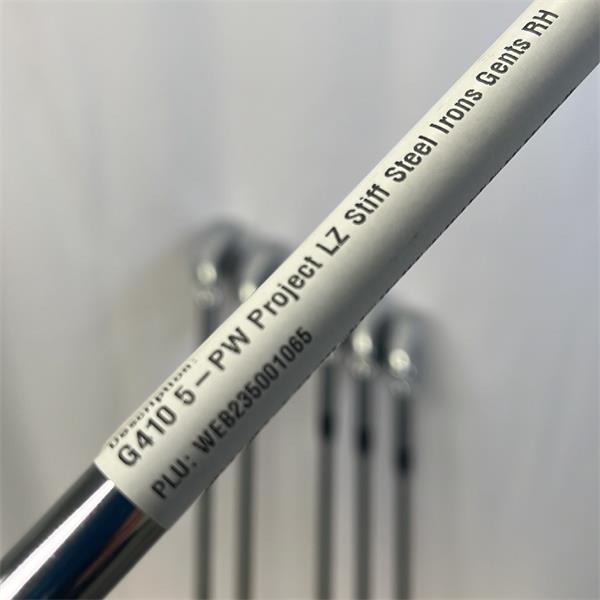 Description:
G410 5-PW Project LZ Stiff Steel Irons Gents RH
PLU: WEB235001065